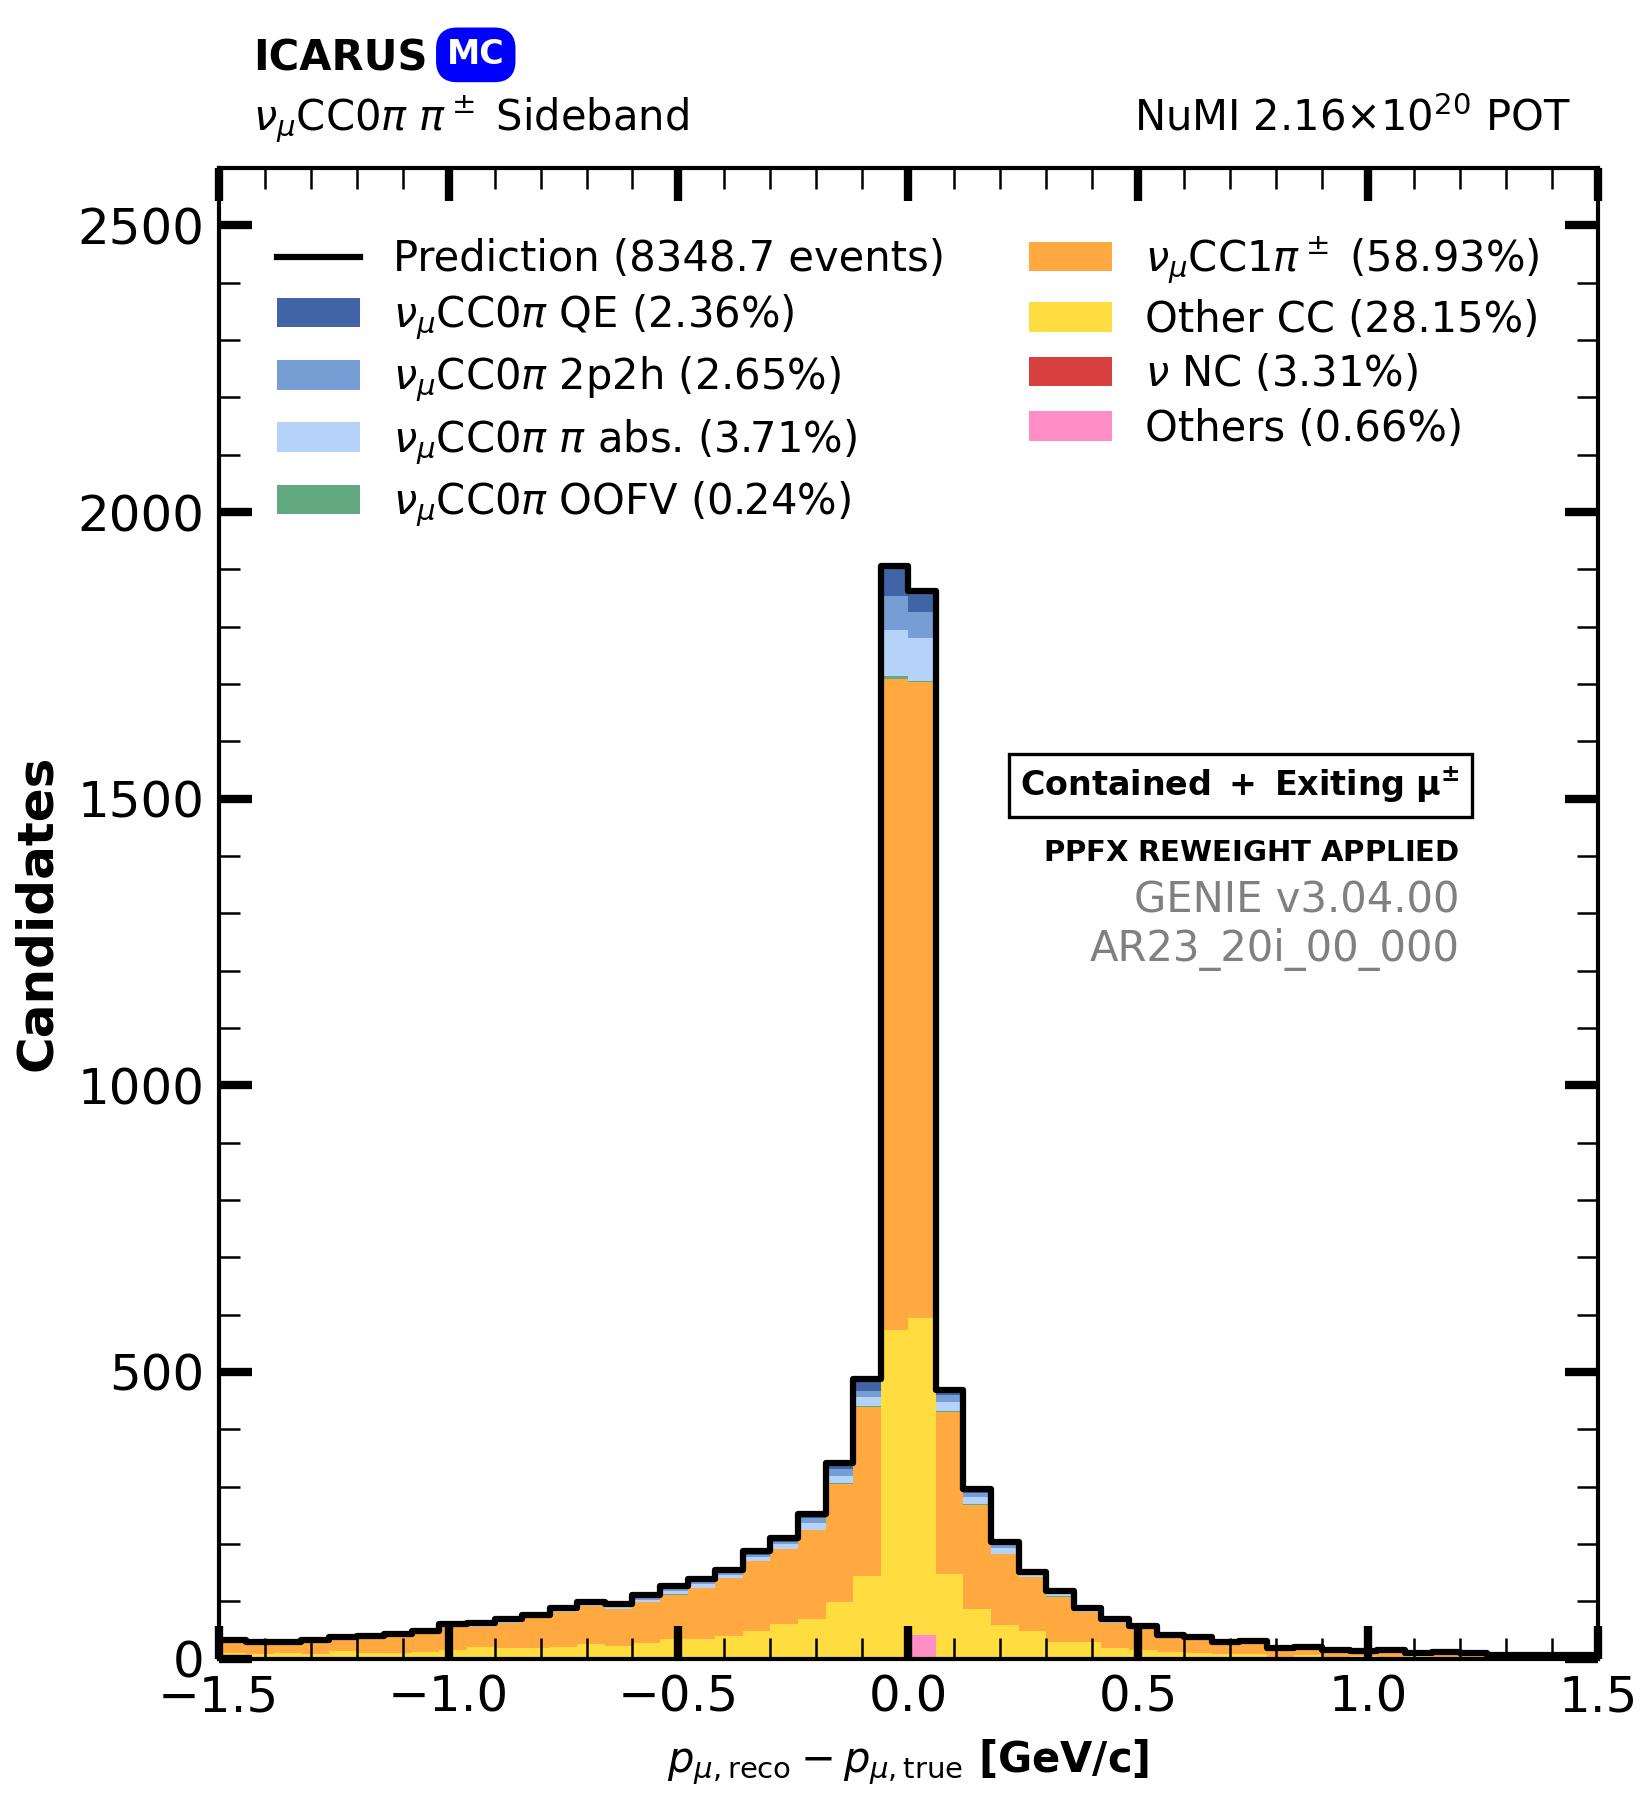 ICARUS MC
νμCC0π π± Sideband
NuMI 2.16×10²⁰ POT
2500
2000
1500
1000
500
0
Candidates
Prediction (8348.7 events)
νμCC0π QE (2.36%)
νμCC0π 2p2h (2.65%)
νμCC0π π abs. (3.71%)
νμCC0π OOFV (0.24%)
νμCC1π± (58.93%)
Other CC (28.15%)
ν NC (3.31%)
Others (0.66%)
Contained + Exiting μ±
PPFX REWEIGHT APPLIED
GENIE v3.04.00
AR23_20i_00_000
−1.5 −1.0 −0.5 0.0 0.5 1.0 1.5
pμ, reco − pμ, true [GeV/c]